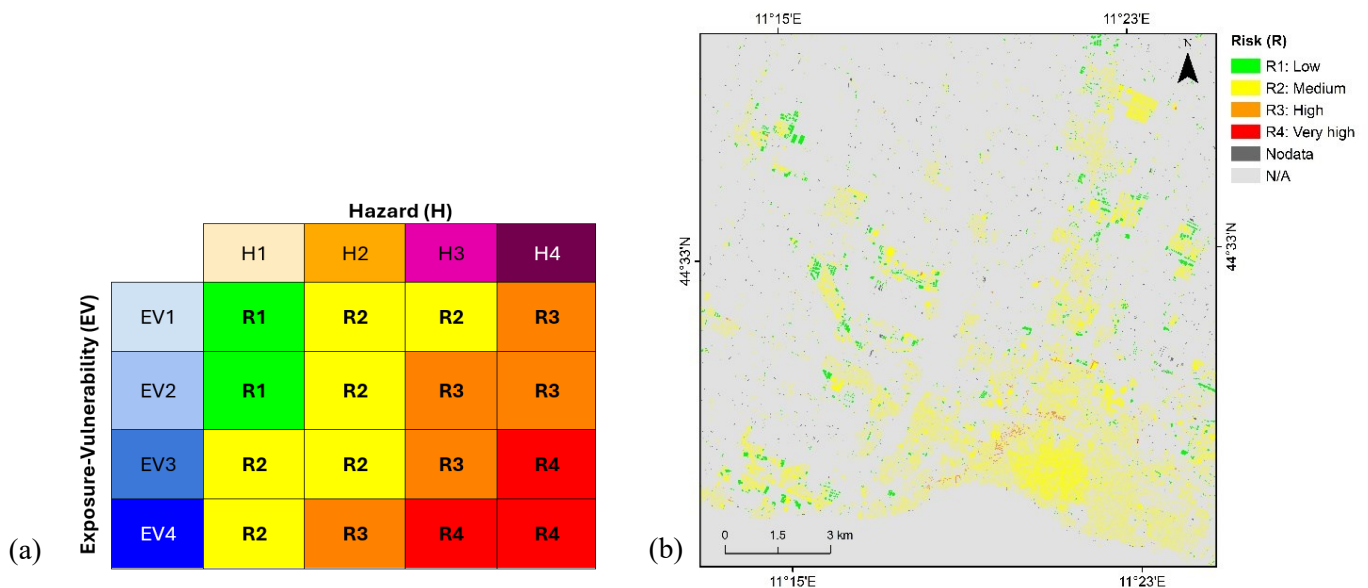 Hazard (H)
H1 H2 H3 H4
Exposure-Vulnerability (EV)
EV1 R1 R2 R2 R3
EV2 R1 R2 R3 R3
EV3 R2 R2 R3 R4
EV4 R2 R3 R4 R4
(a)
11°15'E 11°23'E
N
44°33'N 44°33'N
0 1.5 3 km
11°15'E 11°23'E
Risk (R)
R1: Low
R2: Medium
R3: High
R4: Very high
Nodata
N/A
(b)